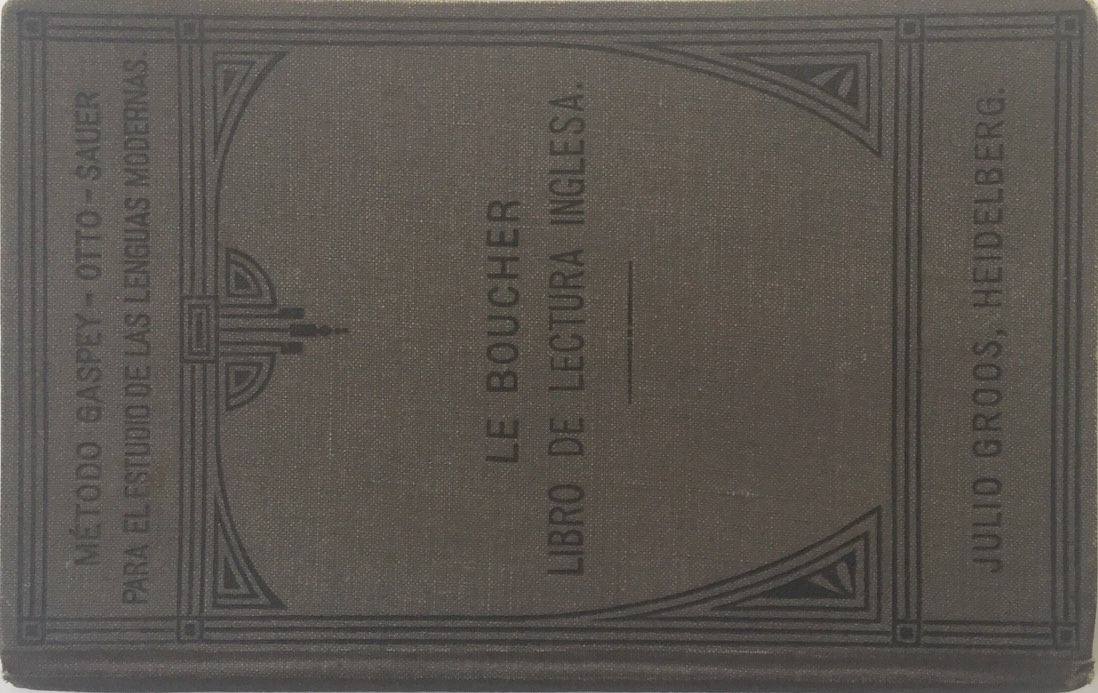 MÉTODO GASPEY - OTTO - SAUER
PARA EL ESTUDIO DE LAS LENGUAS MODERNAS.
LE BOUCHER
LIBRO DE LECTURA INGLESA.
JULIO GROOS, HEIDELBERG.